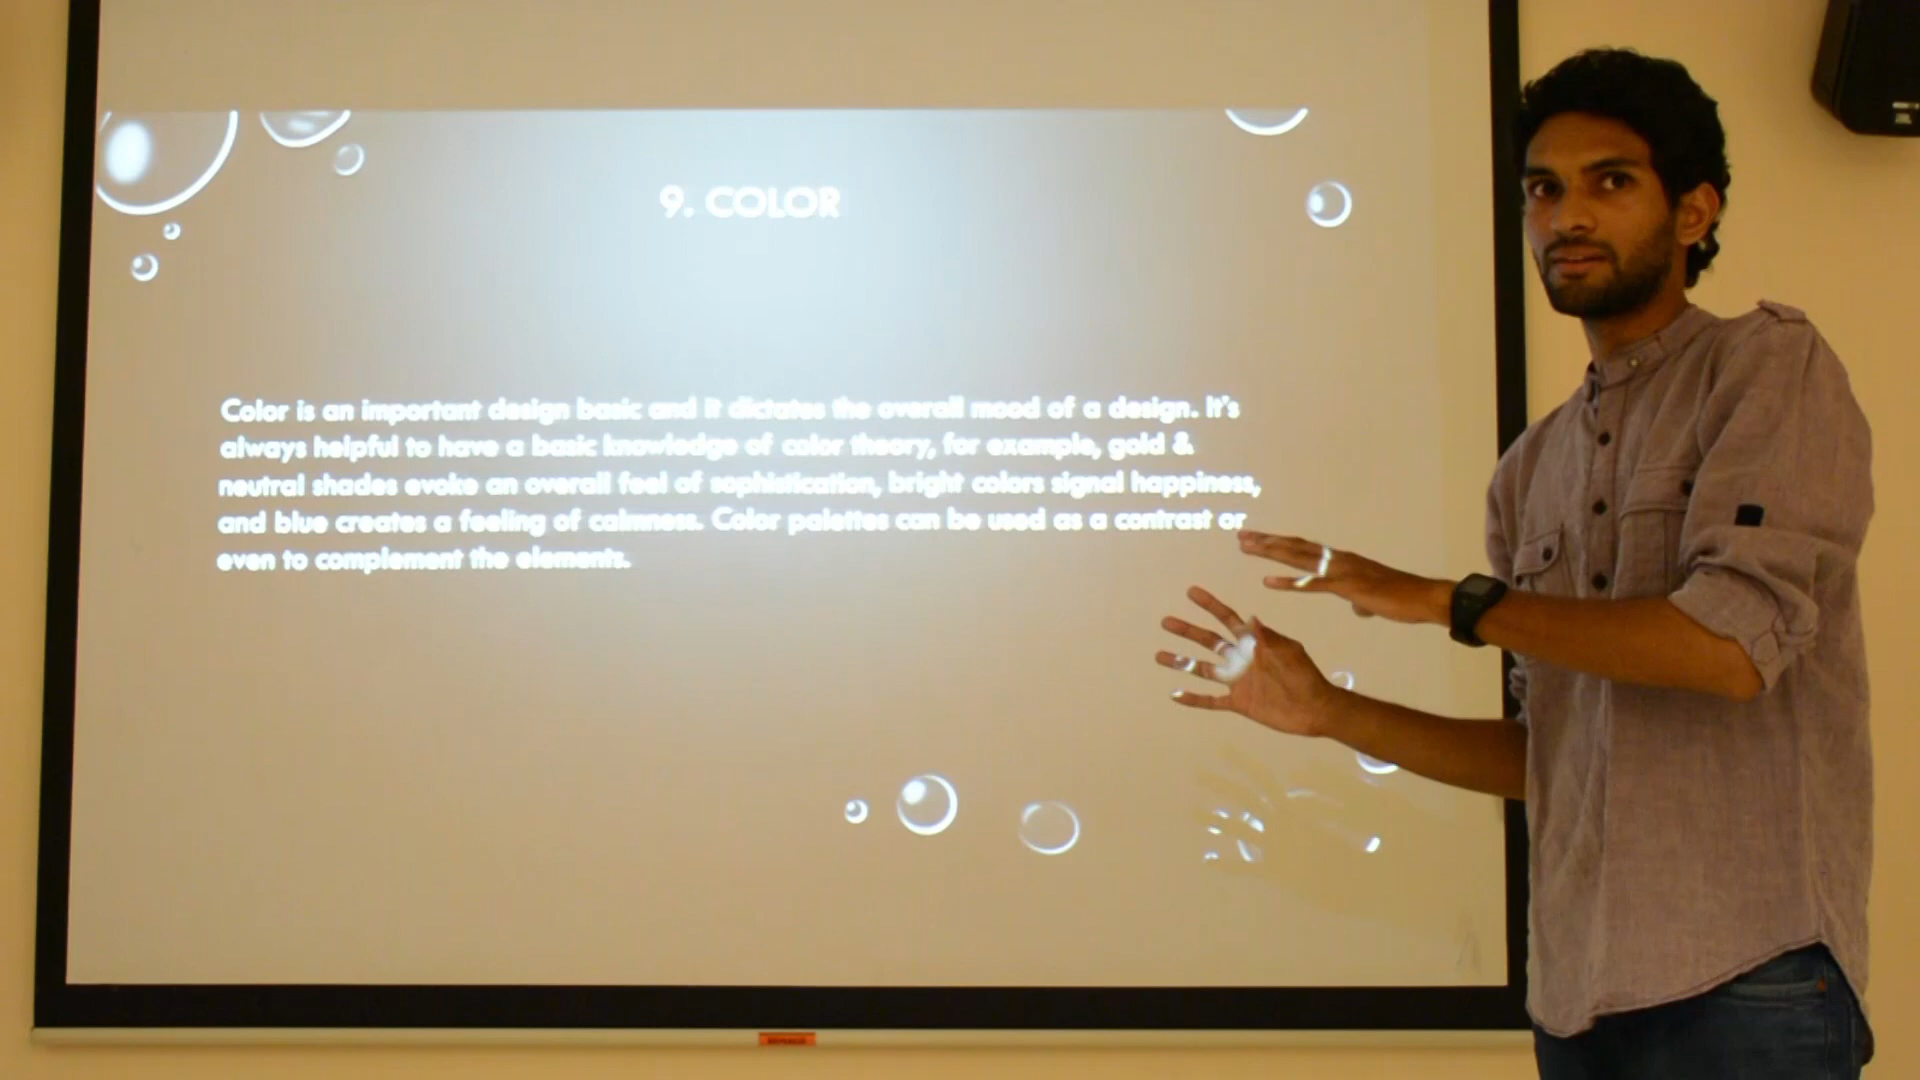 9. COLOR
Color is an important design basic and it dictates the overall mood of a design. It's
always helpful to have a basic knowledge of color theory, for example, gold &
neutral shades evoke an overall feel of sophistication, bright colors signal happiness,
and blue creates a feeling of calmness. Color palettes can be used as a contrast or
even to complement the elements.